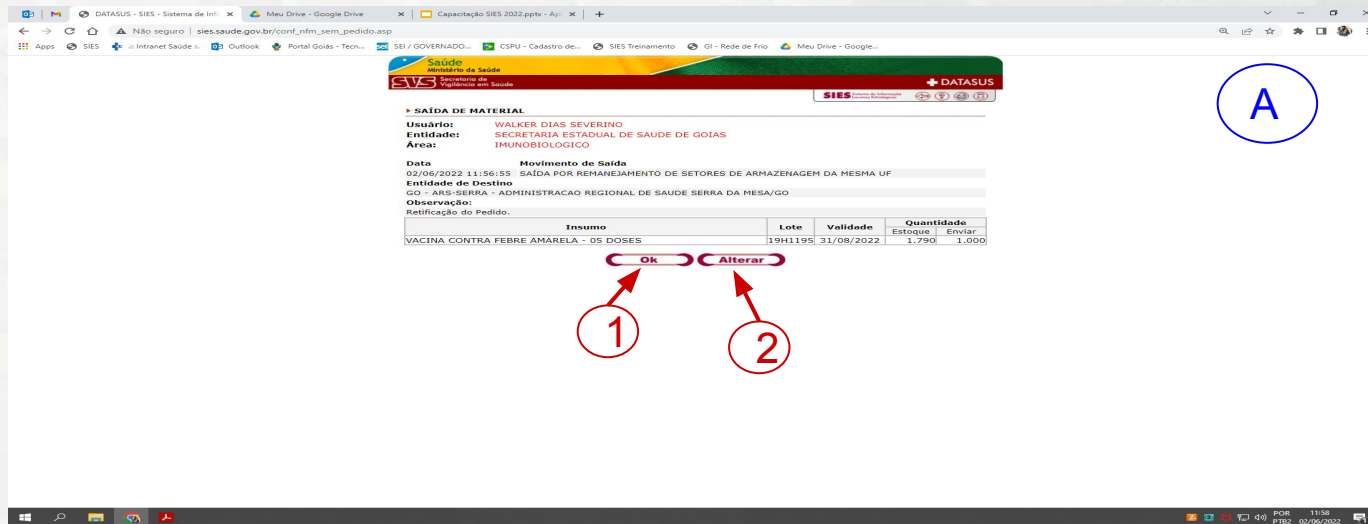 DATASUS - SIES - Sistema de Inf
Meu Drive - Google Drive
Capacitação SIES 2022.pptx - Ap
Não seguro | sies.saude.gov.br/conf_nfm_sem_pedido.asp
Apps SIES Intranet Saúde Outlook Portal Goiás - Tecn... SEI / GOVERNADO... CSPU - Cadastro de... SIES Treinamento GI - Rede de Frio Meu Drive - Google...
Saúde
Ministério da Saúde
SVS Secretaria de Vigilância em Saúde
DATASUS
SIES
A
SAÍDA DE MATERIAL
Usuário: WALKER DIAS SEVERINO
Entidade: SECRETARIA ESTADUAL DE SAUDE DE GOIAS
Área: IMUNOBIOLOGICO
Data Movimento de Saída
02/06/2022 11:56:55 SAÍDA POR REMANEJAMENTO DE SETORES DE ARMAZENAGEM DA MESMA UF
Entidade de Destino
GO - ARS-SERRA - ADMINISTRACAO REGIONAL DE SAUDE SERRA DA MESA/GO
Observação:
Retificação do Pedido.
Insumo Lote Validade Quantidade
Estoque Enviar
VACINA CONTRA FEBRE AMARELA - 05 DOSES 19H1195 31/08/2022 1.790 1.000
Ok Alterar
1
2
POR 11:58
PTB2 02/06/2022